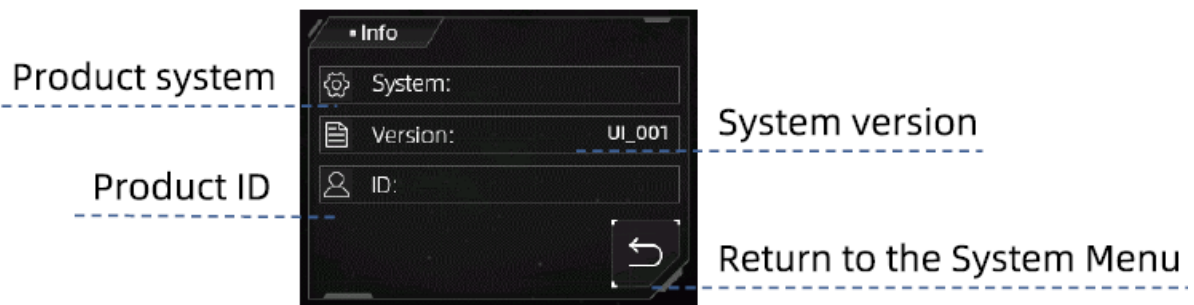 Info
Product system
System:
Version: UI_001
System version
Product ID
ID:
Return to the System Menu